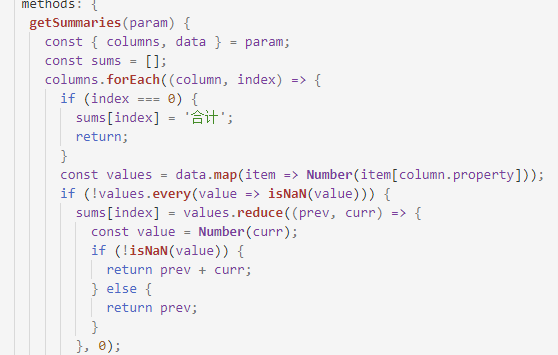 methods: {
getSummaries(param) {
const { columns, data } = param;
const sums = [];
columns.forEach((column, index) => {
if (index === 0) {
sums[index] = '合计';
return;
}
const values = data.map(item => Number(item[column.property]));
if (!values.every(value => isNaN(value))) {
sums[index] = values.reduce((prev, curr) => {
const value = Number(curr);
if (!isNaN(value)) {
return prev + curr;
} else {
return prev;
}
}, 0);